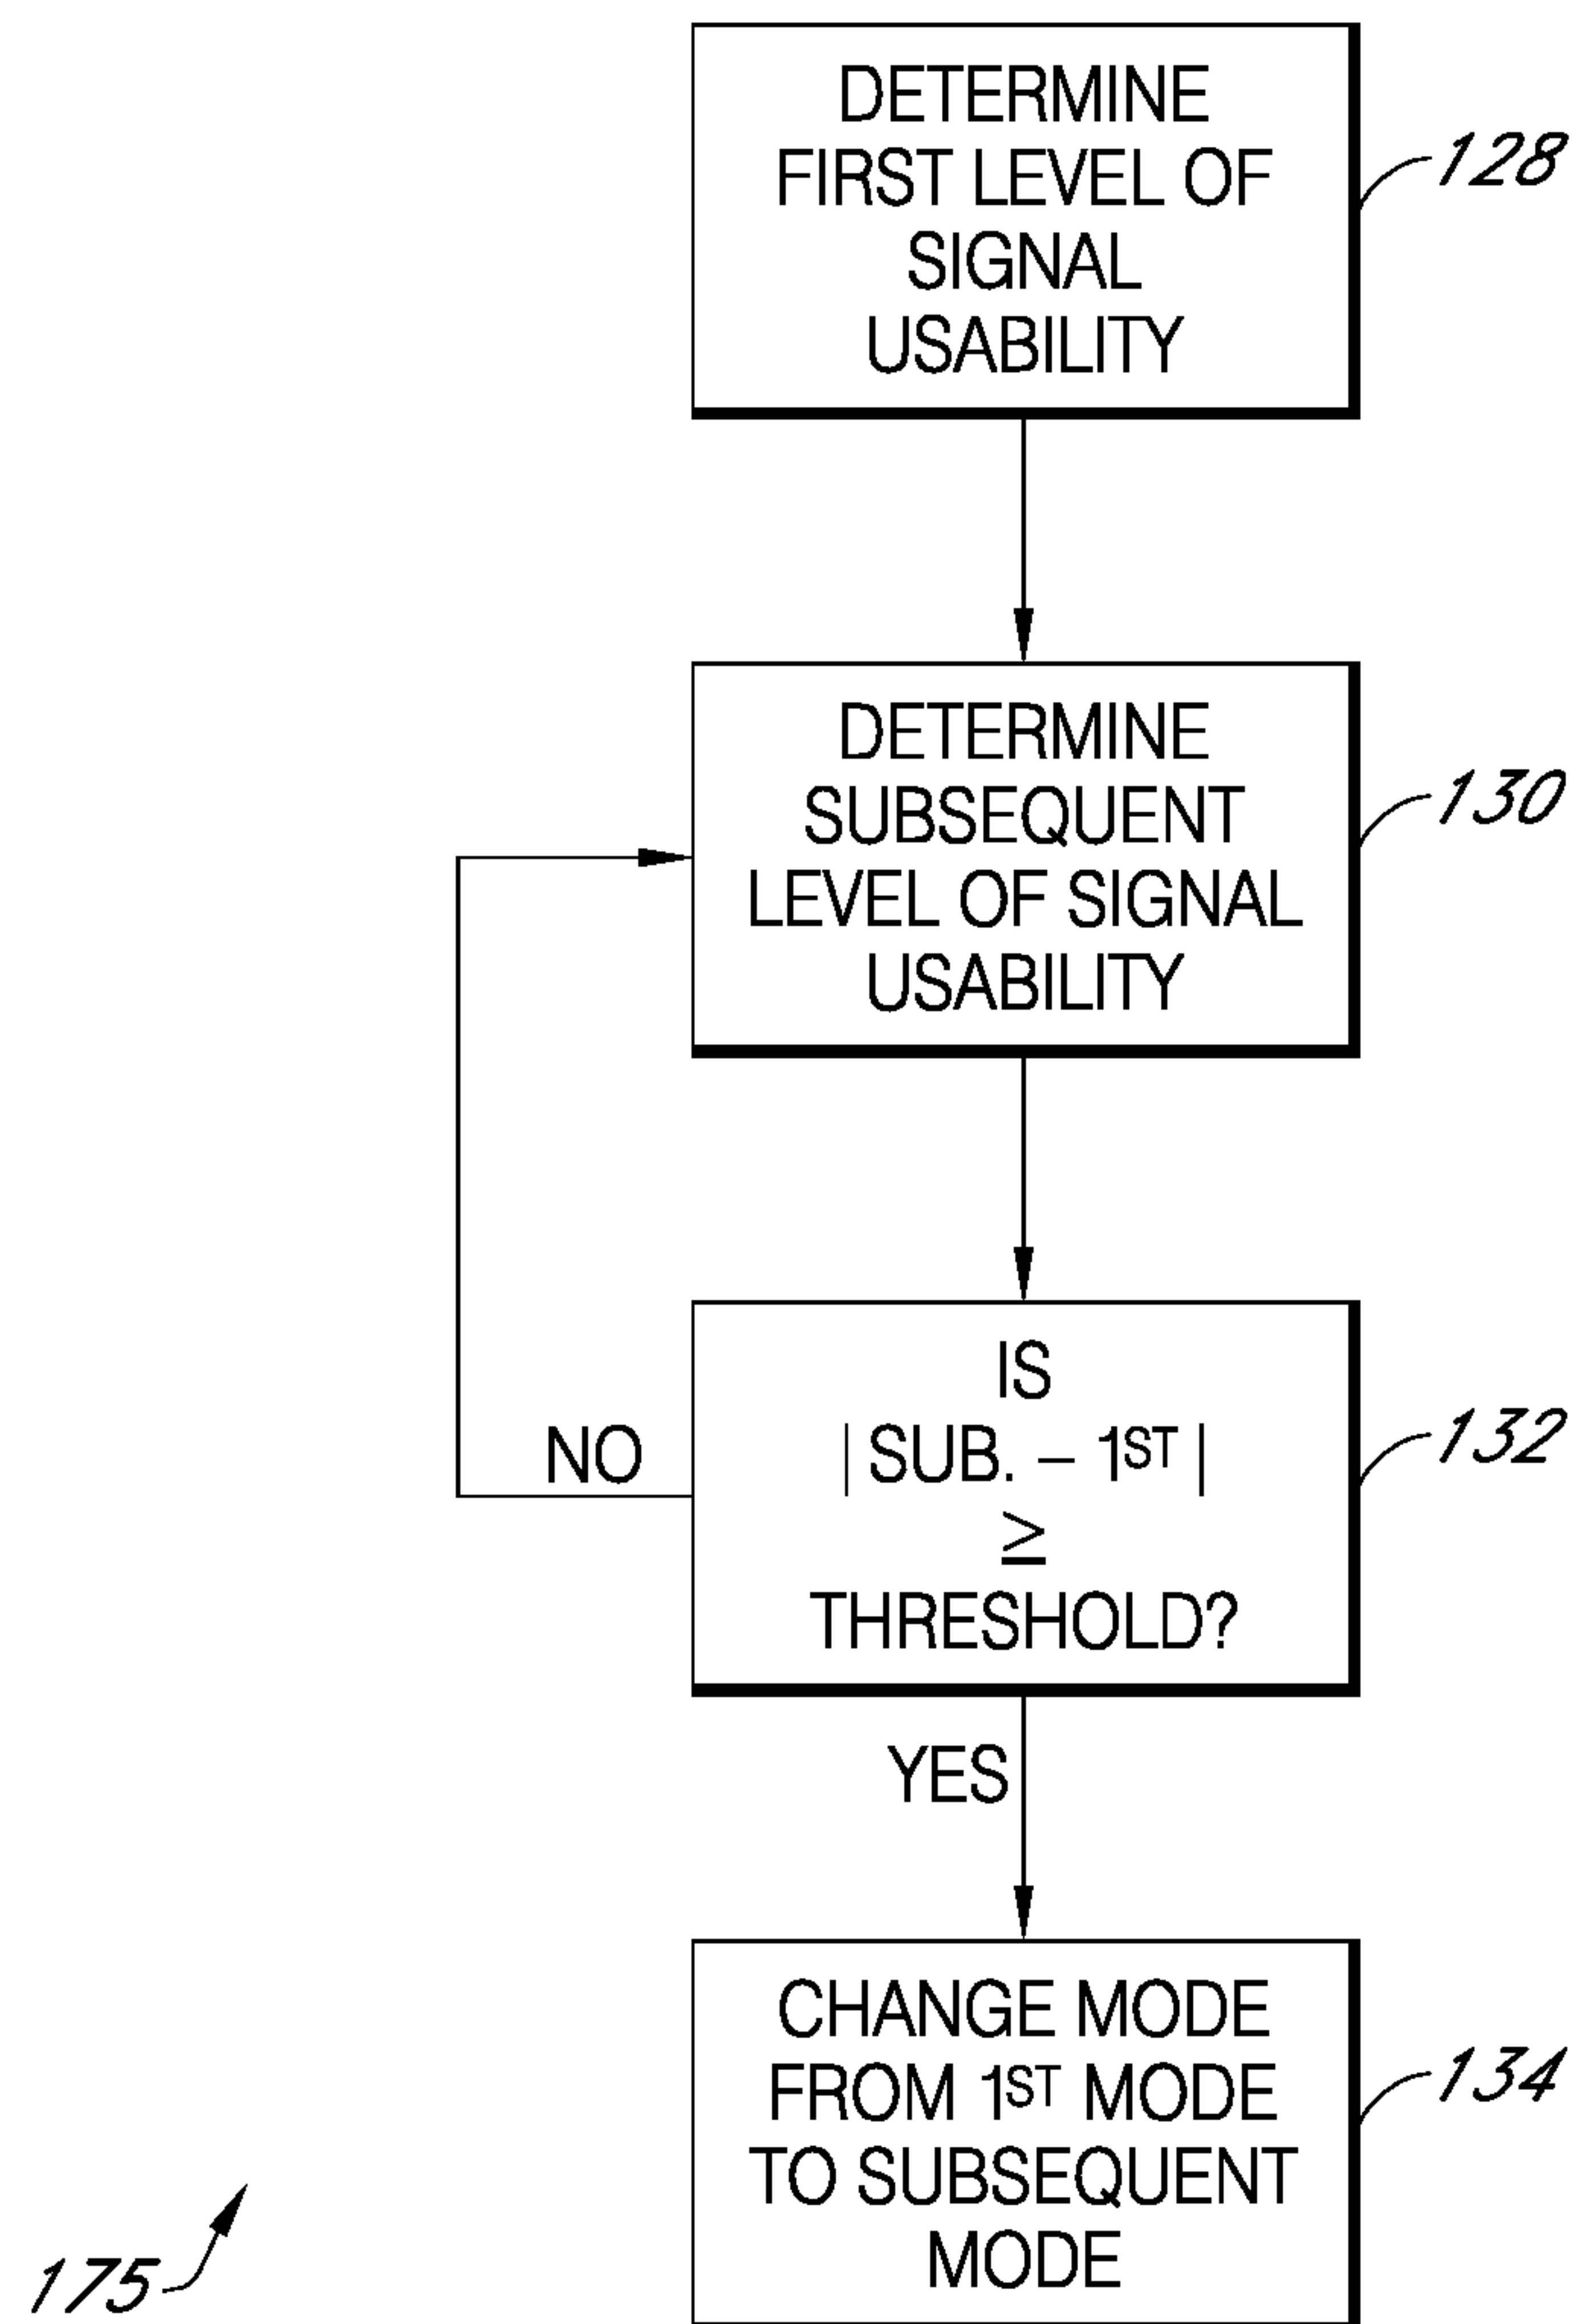 DETERMINE
FIRST LEVEL OF
SIGNAL
USABILITY
128
DETERMINE
SUBSEQUENT
LEVEL OF SIGNAL
USABILITY
130
IS
| SUB. – 1ST |
≥
THRESHOLD?
132
NO
YES
CHANGE MODE
FROM 1ST MODE
TO SUBSEQUENT
MODE
134
175